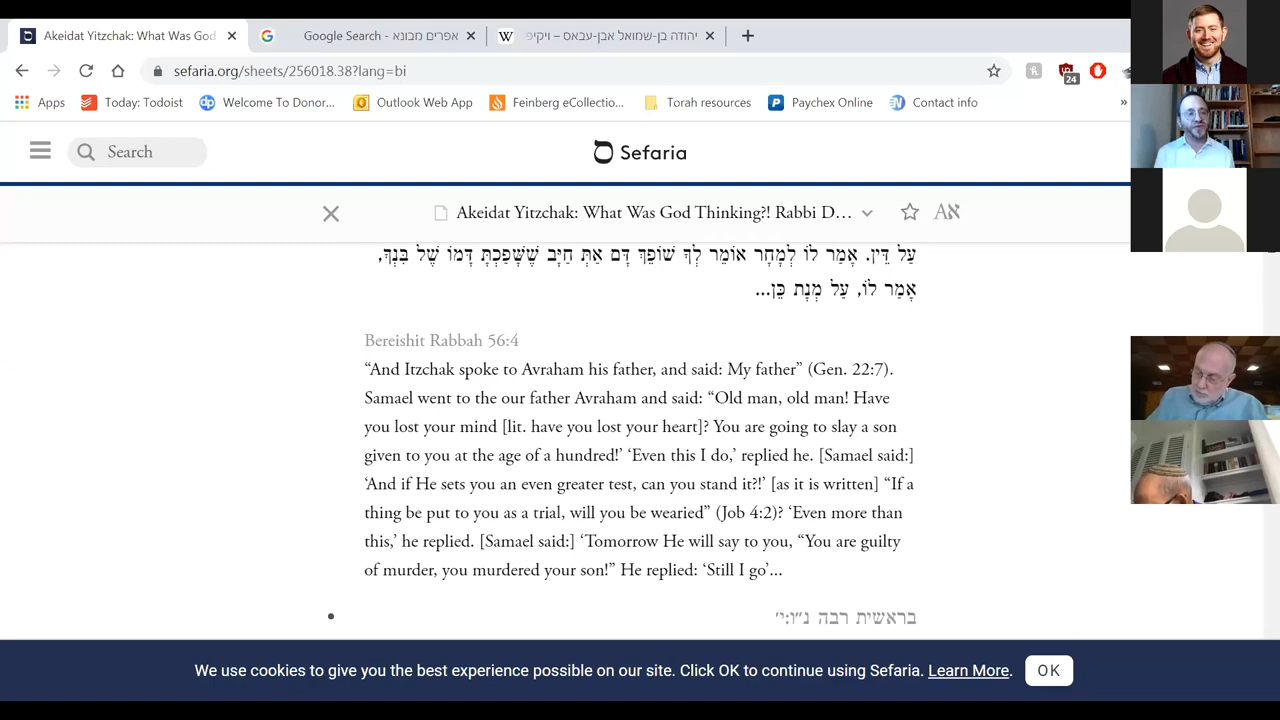 Akeidat Yitzchak: What Was God
Google Search - אפרים מבונא
יהודה בן-שמואל אבן-עבאס – ויקיפ
sefaria.org/sheets/256018.38?lang=bi
24
Apps Today: Todoist Welcome To Donor... Outlook Web App Feinberg eCollectio... Torah resources Paychex Online Contact info »
Search
Sefaria
Akeidat Yitzchak: What Was God Thinking?! Rabbi D… אA
עַל דֵּין. אָמַר לוֹ לְמָחָר אוֹמֵר לְךָ שׁוֹפֵךְ דָּם אַתְּ חַיָּב שֶׁשָּׁפַכְתָּ דָּמוֹ שֶׁל בִּנְךָ,
אָמַר לוֹ, עַל מְנָת כֵּן...
Bereishit Rabbah 56:4
“And Itzchak spoke to Avraham his father, and said: My father” (Gen. 22:7).
Samael went to the our father Avraham and said: “Old man, old man! Have
you lost your mind [lit. have you lost your heart]? You are going to slay a son
given to you at the age of a hundred!’ ‘Even this I do,’ replied he. [Samael said:]
‘And if He sets you an even greater test, can you stand it?!’ [as it is written] “If a
thing be put to you as a trial, will you be wearied” (Job 4:2)? ‘Even more than
this,’ he replied. [Samael said:] ‘Tomorrow He will say to you, “You are guilty
of murder, you murdered your son!” He replied: ‘Still I go’...
בראשית רבה נ״ו:י׳
We use cookies to give you the best experience possible on our site. Click OK to continue using Sefaria. Learn More. OK